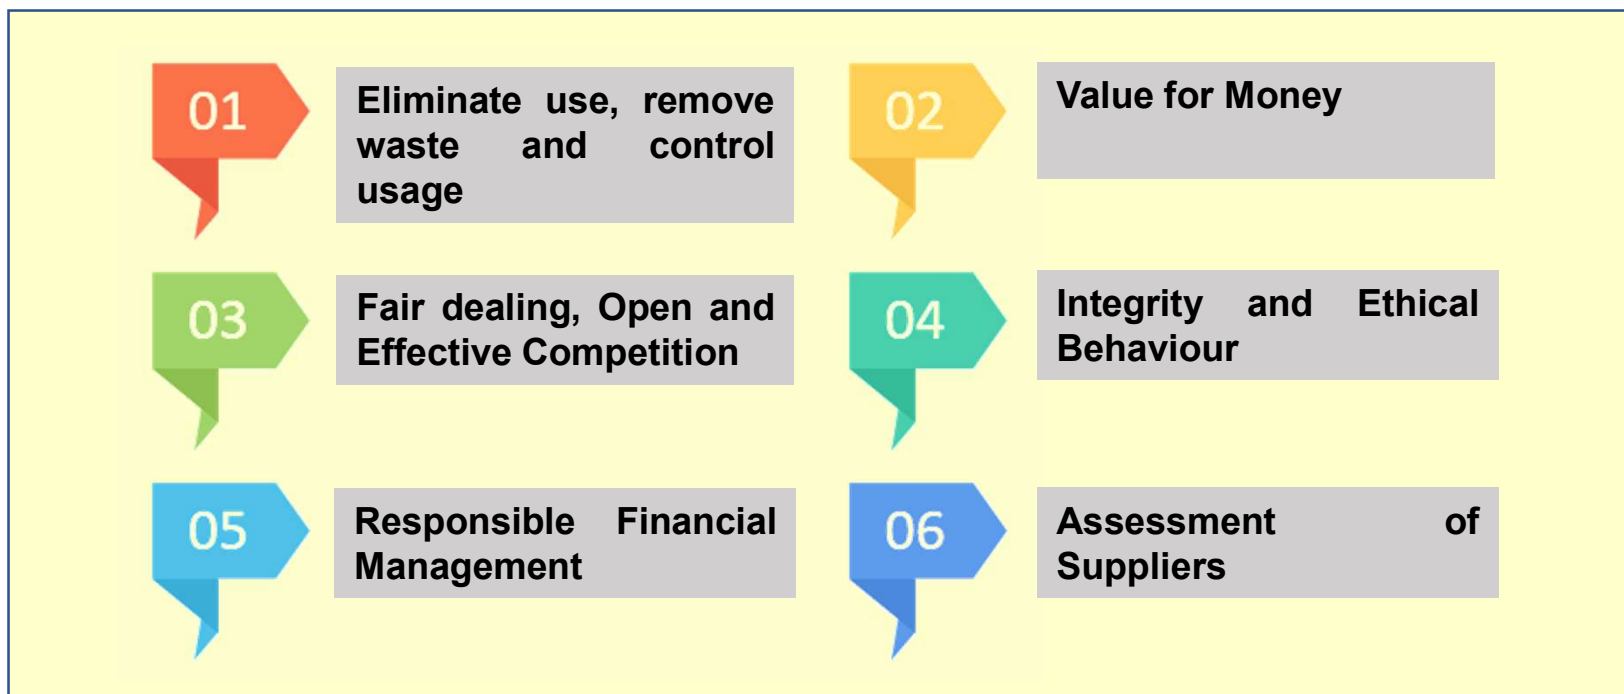 01
Eliminate use, remove
waste and control
usage
02
Value for Money
03
Fair dealing, Open and
Effective Competition
04
Integrity and Ethical
Behaviour
05
Responsible Financial
Management
06
Assessment of
Suppliers